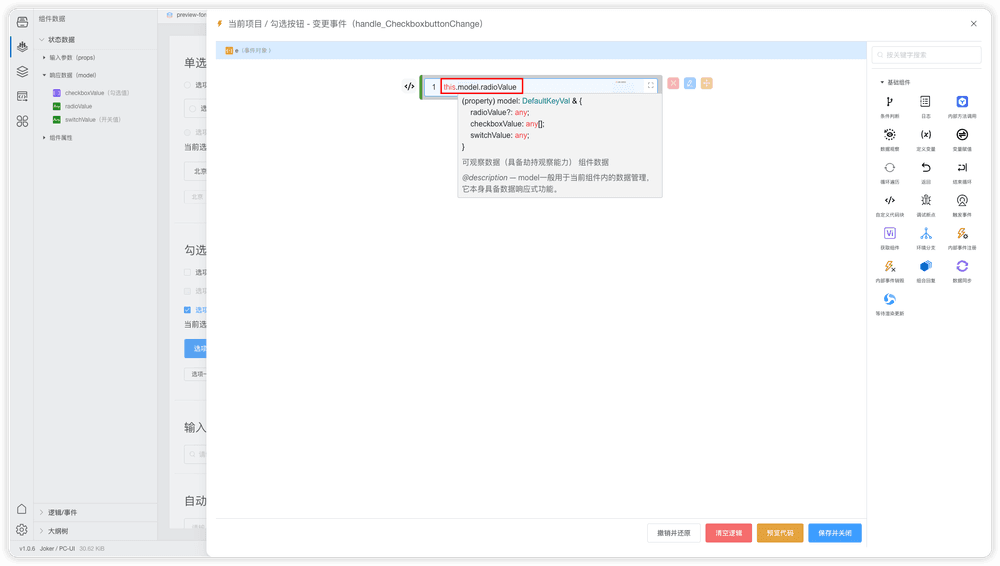 组件数据
状态数据
输入参数（props）
响应数据（model）
checkboxValue（勾选值）
radioValue
switchValue（开关值）
组件属性
逻辑/事件
大纲树
v1.0.6 Joker / PC-UI 30.62 KiB
preview-for
单选
选项
选
当前选
北京
北京
勾选
选项
选项
选项
当前选
选项
选项一
输入
请
自动
当前项目 / 勾选按钮 - 变更事件（handle_CheckboxbuttonChange）
e（事件对象 ）
1 this.model.radioValue
(property) model: DefaultKeyVal & {
radioValue?: any;
checkboxValue: any[];
switchValue: any;
}
可观察数据（具备劫持观察能力） 组件数据
@description — model一般用于当前组件内的数据管理，
它本身具备数据响应式功能。
按关键字搜索
基础组件
条件判断 日志 内部方法调用
数据观察 定义变量 变量赋值
循环遍历 返回 结束循环
自定义代码块 调试断点 触发事件
获取组件 环境分支 内部事件注册
内部事件销毁 组合回复 数据同步
等待渲染更新
撤销并还原 清空逻辑 预览代码 保存并关闭